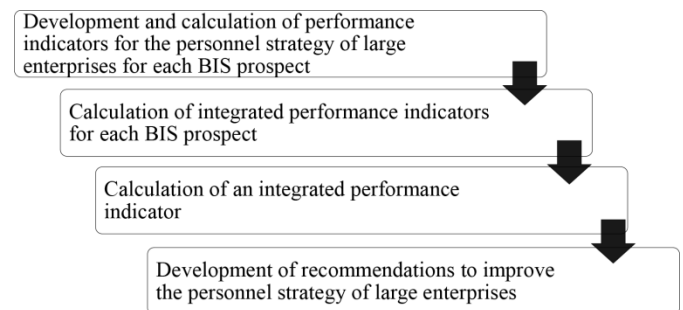 Development and calculation of performance
indicators for the personnel strategy of large
enterprises for each BIS prospect
Calculation of integrated performance indicators
for each BIS prospect
Calculation of an integrated performance
indicator
Development of recommendations to improve
the personnel strategy of large enterprises